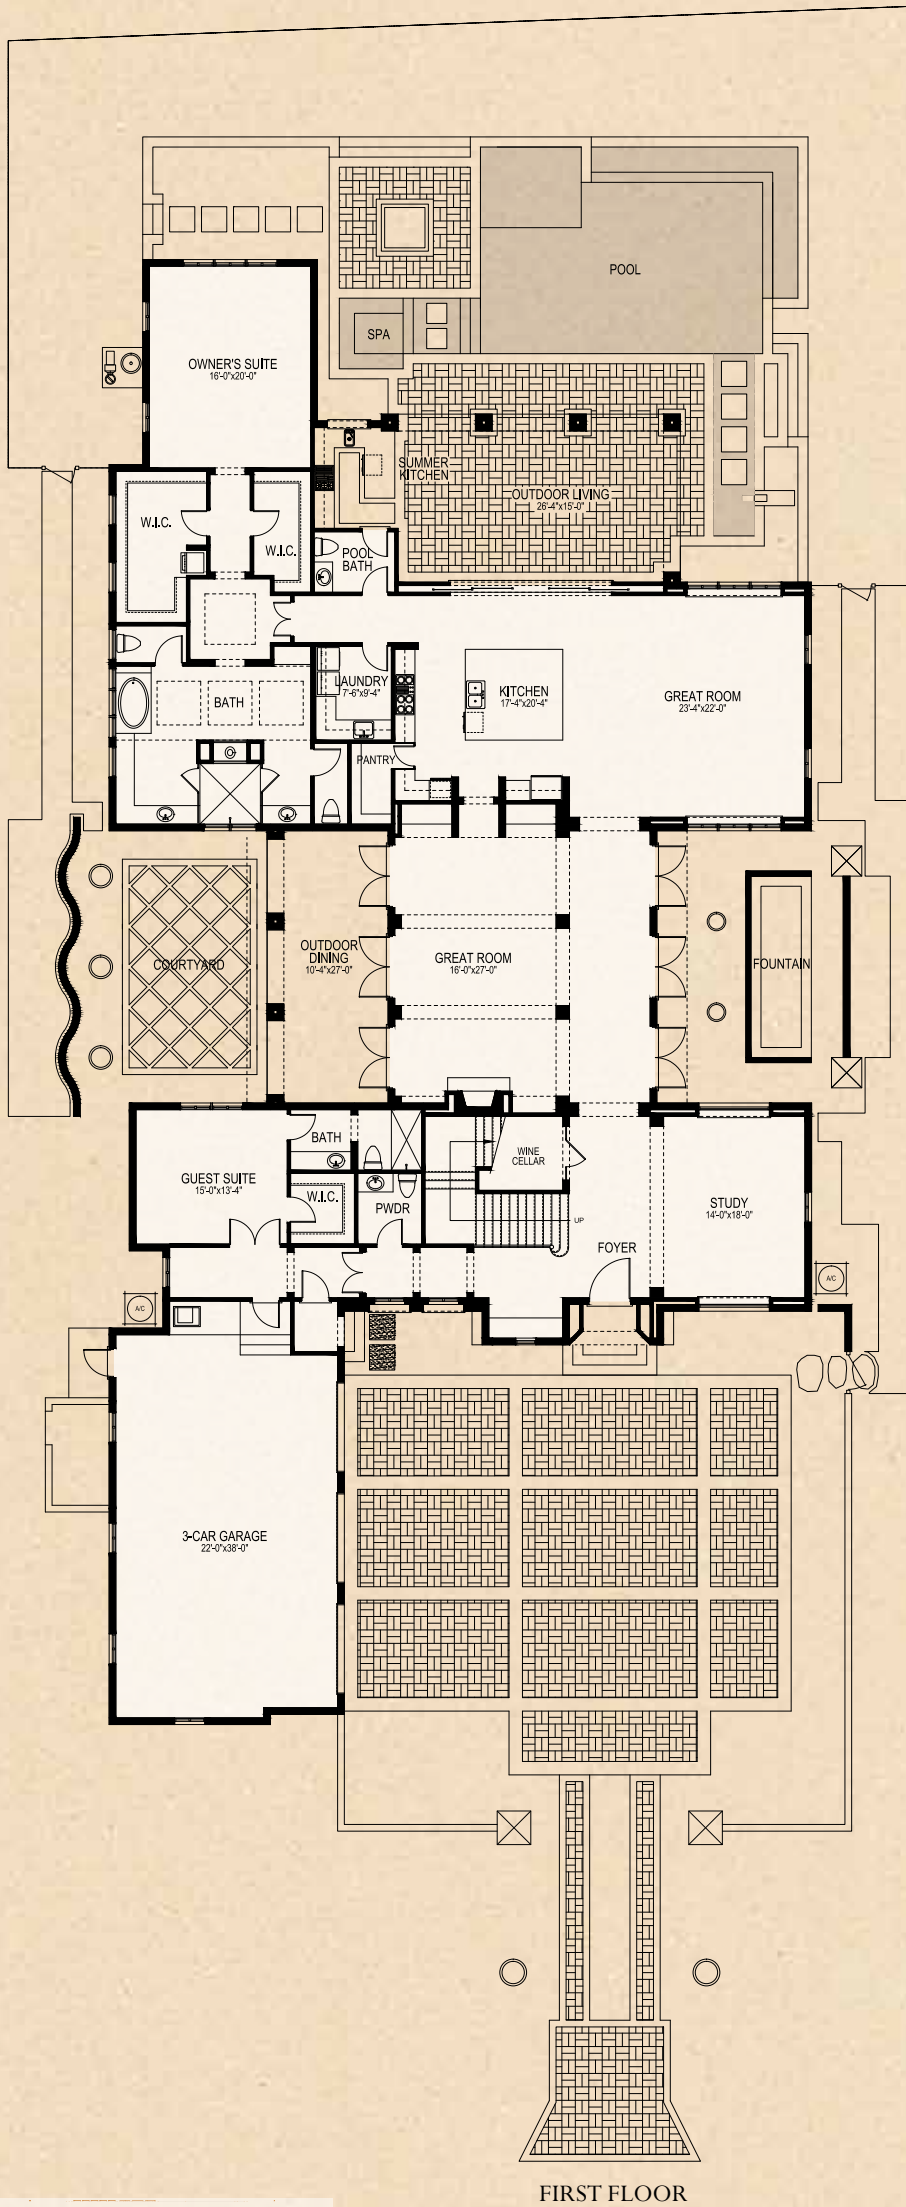 POOL
SPA
OWNER'S SUITE
16'-0"x20'-0"
SUMMER
KITCHEN
OUTDOOR LIVING
26'-4"x15'-0"
W.I.C.
W.I.C.
POOL
BATH
LAUNDRY
7'-6"x9'-4"
KITCHEN
17'-4"x20'-4"
GREAT ROOM
23'-4"x22'-0"
BATH
PANTRY
COURTYARD
OUTDOOR
DINING
10'-4"x27'-0"
GREAT ROOM
16'-0"x27'-0"
FOUNTAIN
BATH
WINE
CELLAR
GUEST SUITE
15'-0"x13'-4"
W.I.C.
PWDR
UP
STUDY
14'-0"x18'-0"
FOYER
A/C
A/C
3-CAR GARAGE
22'-0"x38'-0"
FIRST FLOOR